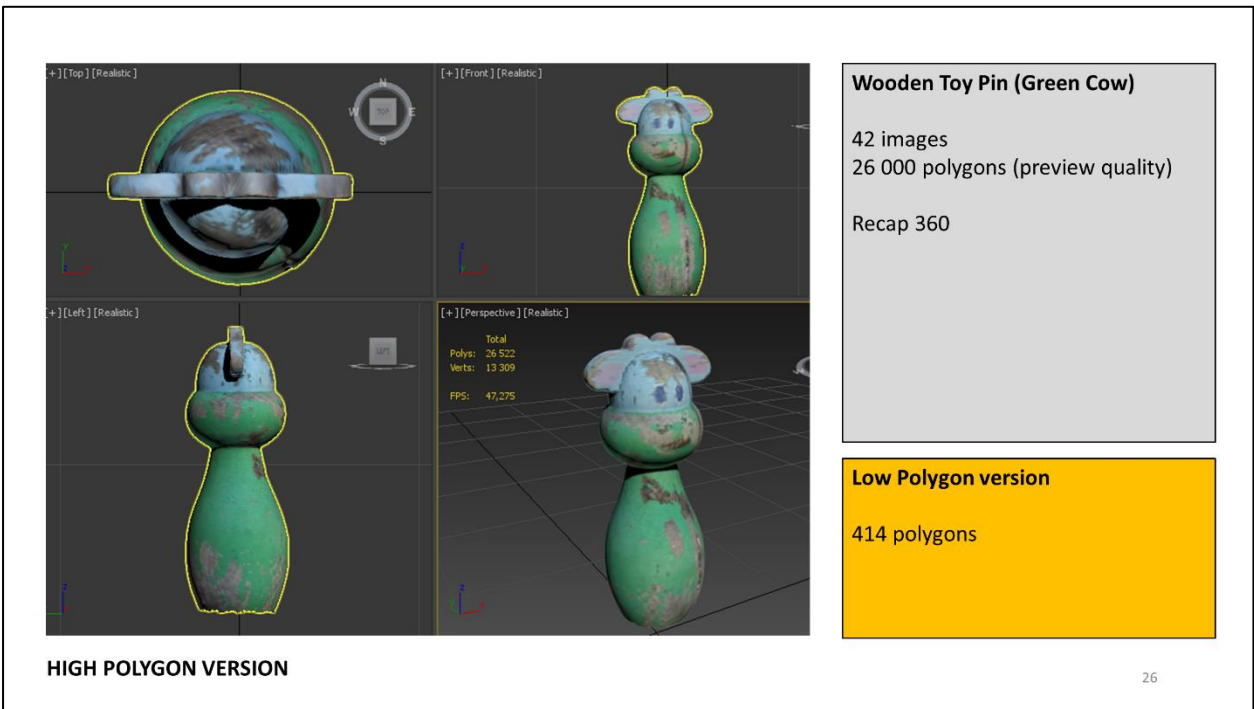 [+][Top][Realistic]
N
W
TOP
E
S
y
z
x
[+][Front][Realistic]
z
y
x
[+][Left][Realistic]
LEFT
z
[+][Perspective][Realistic]
Total
Polys: 26 522
Verts: 13 309
FPS: 47,275
z
x
Wooden Toy Pin (Green Cow)
42 images
26 000 polygons (preview quality)
Recap 360
Low Polygon version
414 polygons
HIGH POLYGON VERSION
26